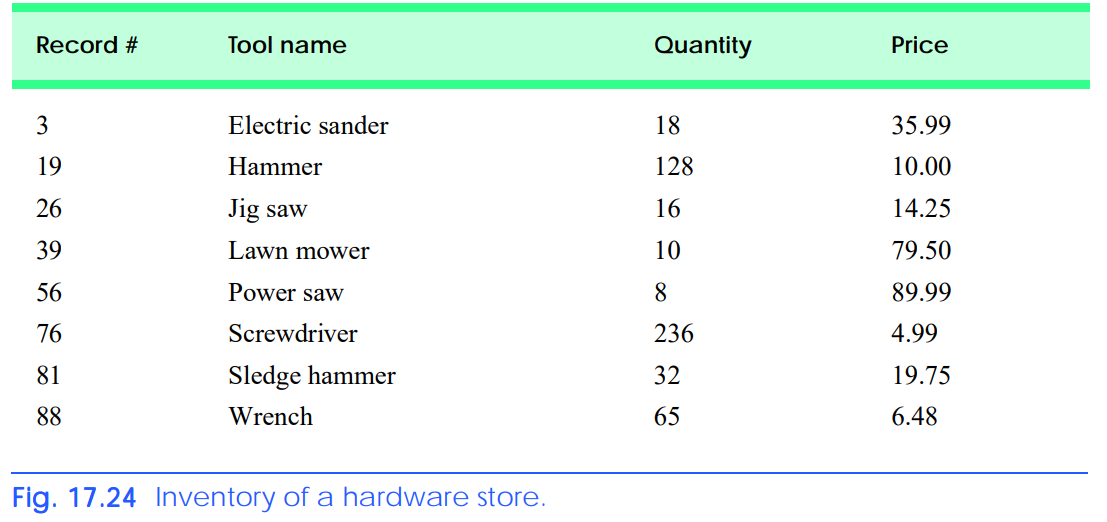 Record # Tool name Quantity Price
3 Electric sander 18 35.99
19 Hammer 128 10.00
26 Jig saw 16 14.25
39 Lawn mower 10 79.50
56 Power saw 8 89.99
76 Screwdriver 236 4.99
81 Sledge hammer 32 19.75
88 Wrench 65 6.48
Fig. 17.24 Inventory of a hardware store.